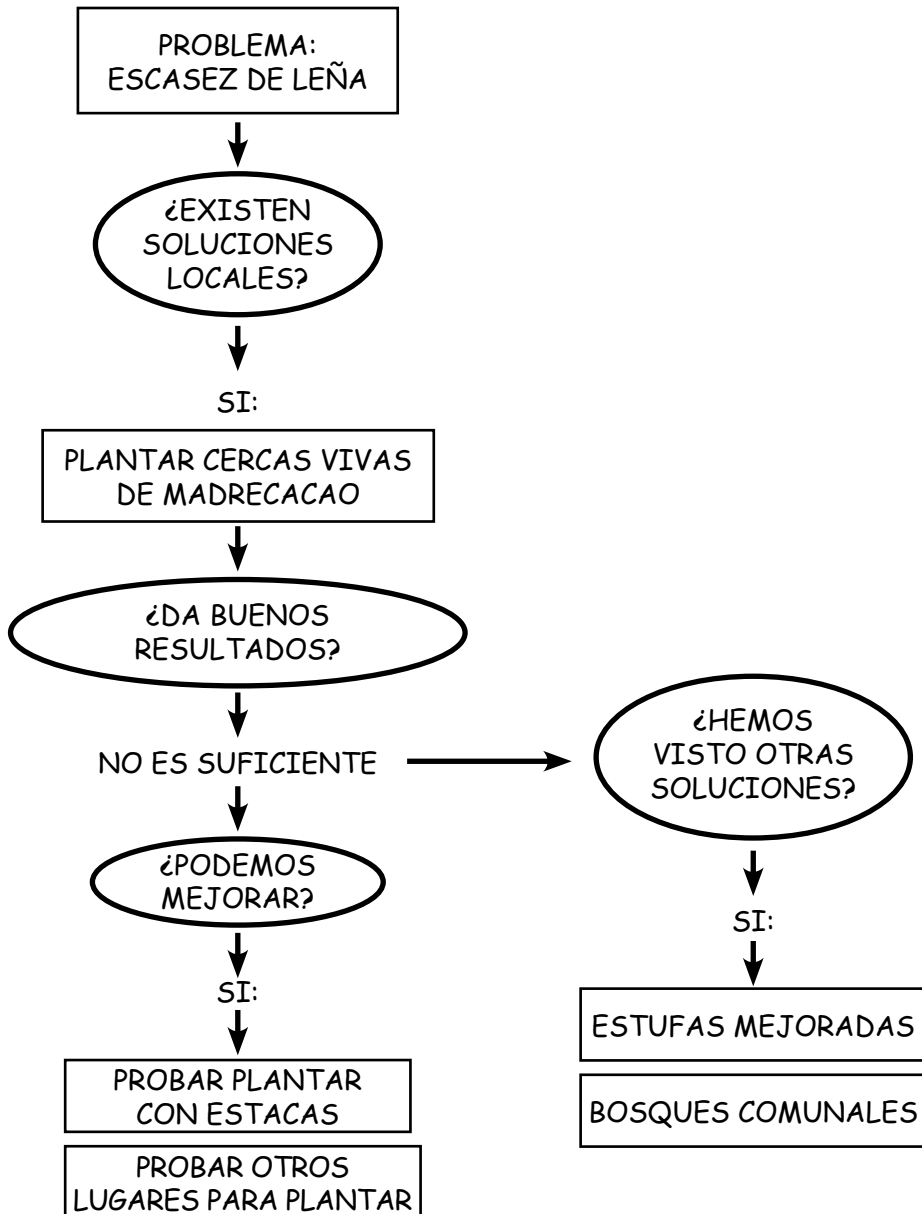 PROBLEMA:
ESCASEZ DE LEÑA
¿EXISTEN
SOLUCIONES
LOCALES?
SI:
PLANTAR CERCAS VIVAS
DE MADRECACAO
¿DA BUENOS
RESULTADOS?
NO ES SUFICIENTE
¿PODEMOS
MEJORAR?
SI:
PROBAR PLANTAR
CON ESTACAS
PROBAR OTROS
LUGARES PARA PLANTAR
¿HEMOS
VISTO OTRAS
SOLUCIONES?
SI:
ESTUFAS MEJORADAS
BOSQUES COMUNALES